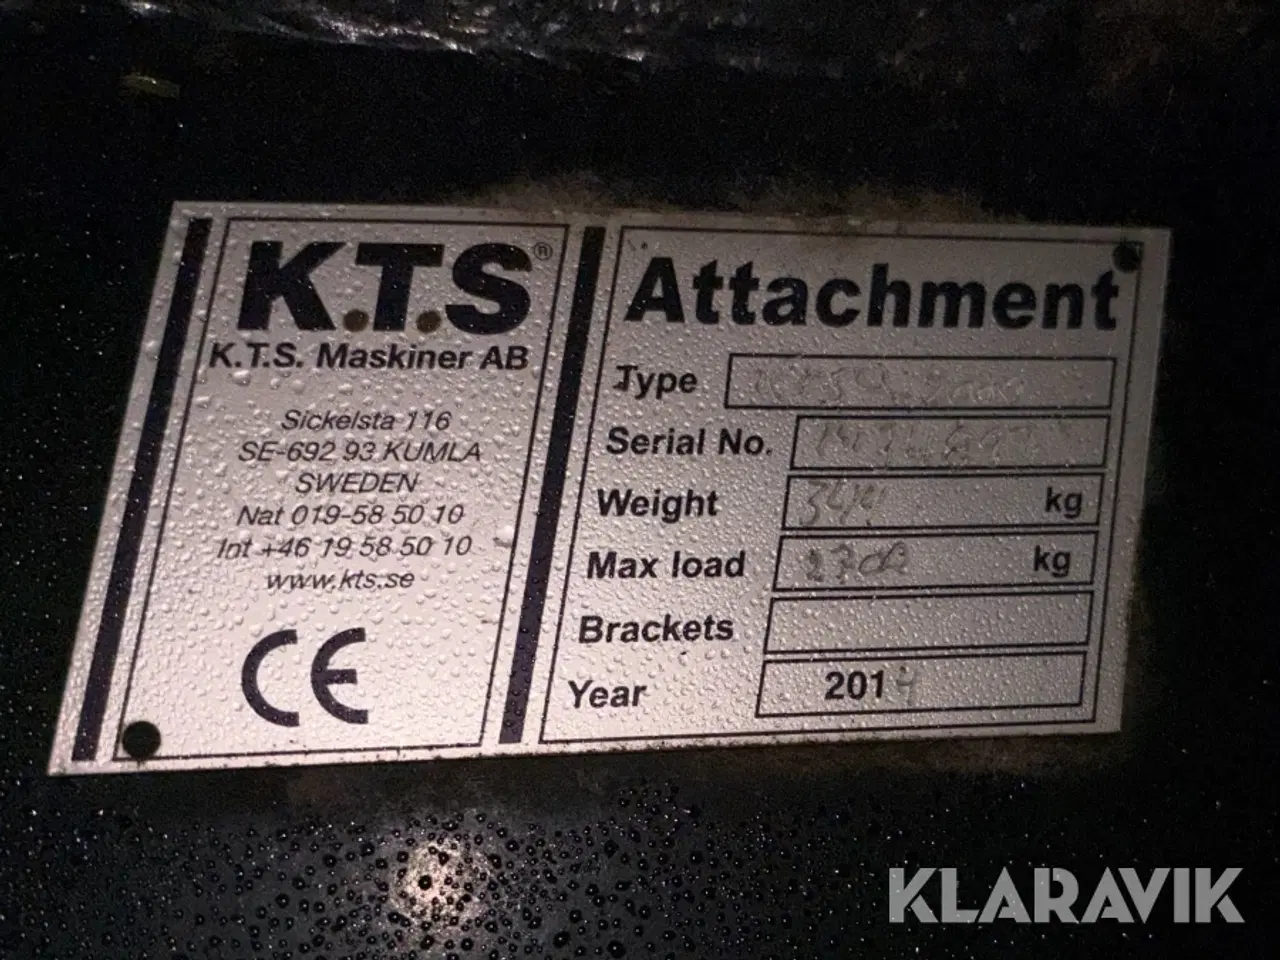 K.T.S®
K.T.S. Maskiner AB
Sickelsta 116
SE-692 93 KUMLA
SWEDEN
Nat 019-58 50 10
Int +46 19 58 50 10
www.kts.se
CE
Attachment
Type
Serial No.
Weight kg
Max load kg
Brackets
Year 2014
KLARAVIK